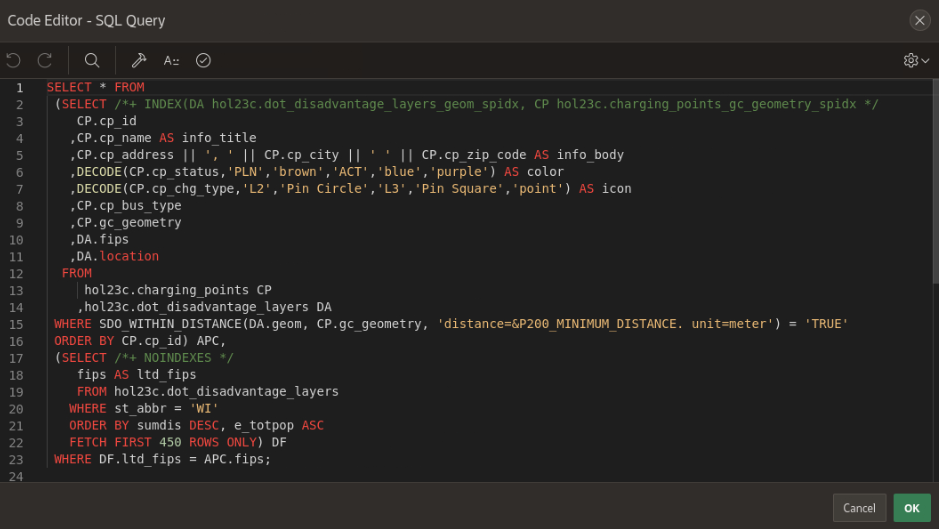 Code Editor - SQL Query
A::
1 SELECT * FROM
2 (SELECT /*+ INDEX(DA hol23c.dot_disadvantage_layers_geom_spidx, CP hol23c.charging_points_gc_geometry_spidx */
3 CP.cp_id
4 ,CP.cp_name AS info_title
5 ,CP.cp_address || ', ' || CP.cp_city || ' ' || CP.cp_zip_code AS info_body
6 ,DECODE(CP.cp_status,'PLN','brown','ACT','blue','purple') AS color
7 ,DECODE(CP.cp_chg_type,'L2','Pin Circle','L3','Pin Square','point') AS icon
8 ,CP.cp_bus_type
9 ,CP.gc_geometry
10 ,DA.fips
11 ,DA.location
12 FROM
13 hol23c.charging_points CP
14 ,hol23c.dot_disadvantage_layers DA
15 WHERE SDO_WITHIN_DISTANCE(DA.geom, CP.gc_geometry, 'distance=&P200_MINIMUM_DISTANCE. unit=meter') = 'TRUE'
16 ORDER BY CP.cp_id) APC,
17 (SELECT /*+ NOINDEXES */
18 fips AS ltd_fips
19 FROM hol23c.dot_disadvantage_layers
20 WHERE st_abbr = 'WI'
21 ORDER BY sumdis DESC, e_totpop ASC
22 FETCH FIRST 450 ROWS ONLY) DF
23 WHERE DF.ltd_fips = APC.fips;
24
Cancel OK